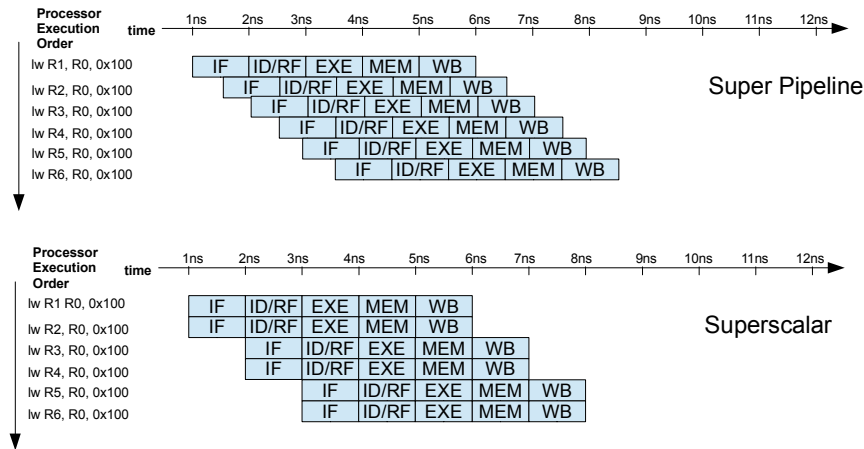 Processor
Execution
Order
time
1ns 2ns 3ns 4ns 5ns 6ns 7ns 8ns 9ns 10ns 11ns 12ns
lw R1, R0, 0x100 IF ID/RF EXE MEM WB
lw R2, R0, 0x100 IF ID/RF EXE MEM WB
lw R3, R0, 0x100 IF ID/RF EXE MEM WB
lw R4, R0, 0x100 IF ID/RF EXE MEM WB
lw R5, R0, 0x100 IF ID/RF EXE MEM WB
lw R6, R0, 0x100 IF ID/RF EXE MEM WB
Super Pipeline
Processor
Execution
Order
time
1ns 2ns 3ns 4ns 5ns 6ns 7ns 8ns 9ns 10ns 11ns 12ns
lw R1 R0, 0x100 IF ID/RF EXE MEM WB
lw R2, R0, 0x100 IF ID/RF EXE MEM WB
lw R3, R0, 0x100 IF ID/RF EXE MEM WB
lw R4, R0, 0x100 IF ID/RF EXE MEM WB
lw R5, R0, 0x100 IF ID/RF EXE MEM WB
lw R6, R0, 0x100 IF ID/RF EXE MEM WB
Superscalar